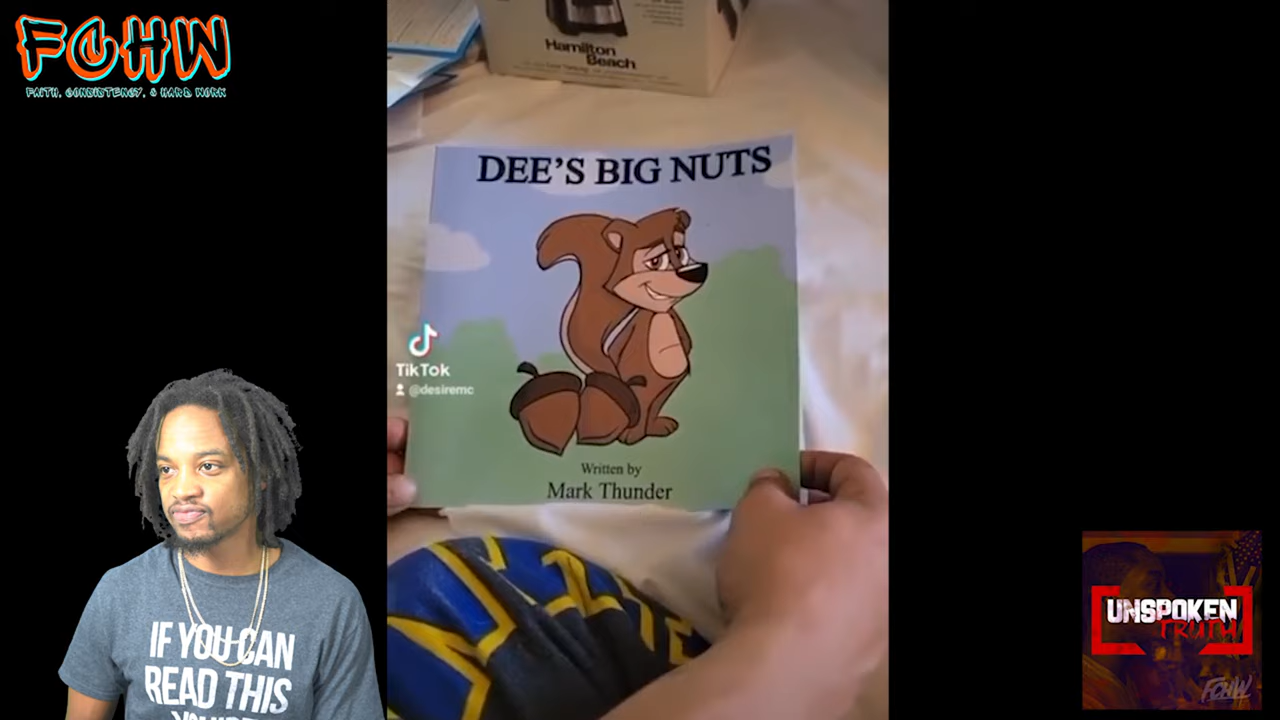 FCHW
FAITH, CONSISTENCY, & HARD WORK
Hamilton
Beach
DEE'S BIG NUTS
TikTok
@desiremc
Written by
Mark Thunder
IF YOU CAN
READ THIS
UNSPOKEN
TRUTH
FCHW